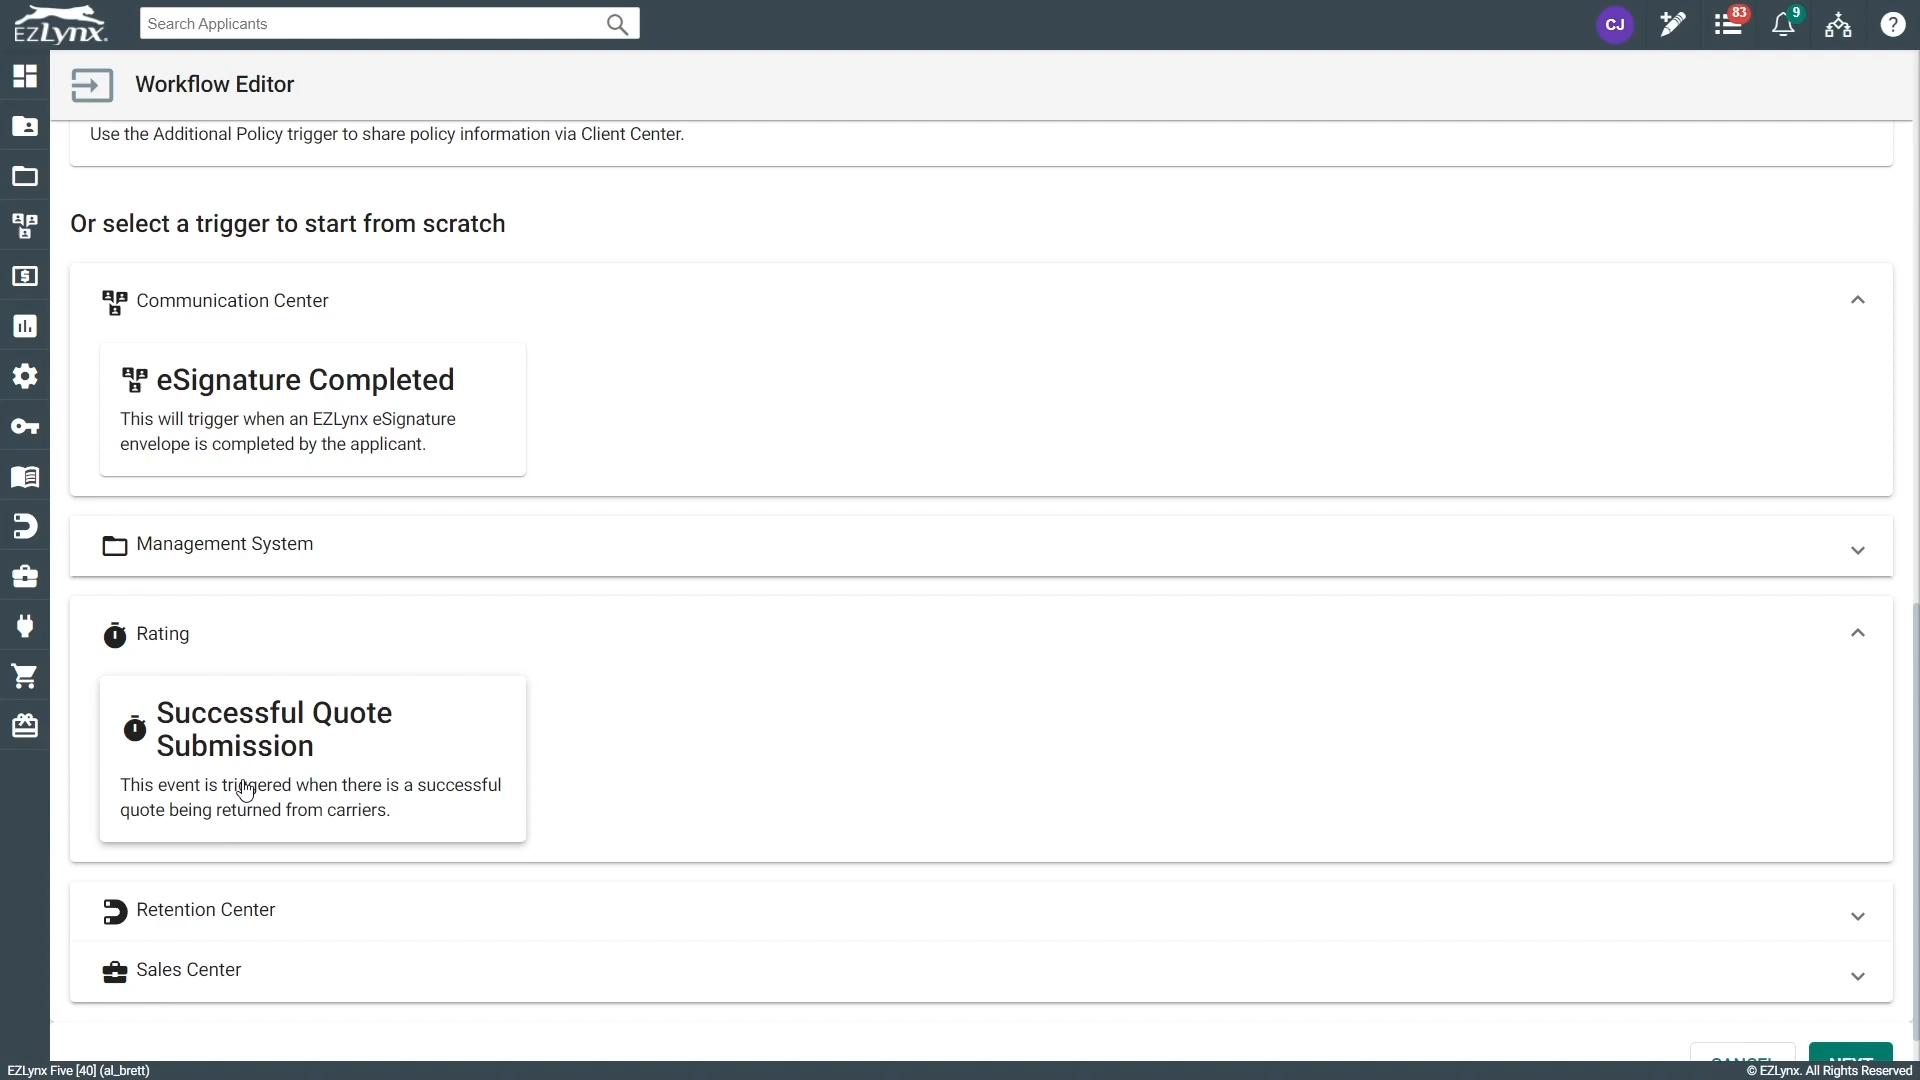 EZLynx.
Search Applicants
CJ
83
9
?
Workflow Editor
Use the Additional Policy trigger to share policy information via Client Center.
Or select a trigger to start from scratch
Communication Center
eSignature Completed
This will trigger when an EZLynx eSignature
envelope is completed by the applicant.
Management System
Rating
Successful Quote
Submission
This event is triggered when there is a successful
quote being returned from carriers.
Retention Center
Sales Center
CANCEL
NEXT
EZLynx Five [40] (al_brett)
© EZLynx. All Rights Reserved